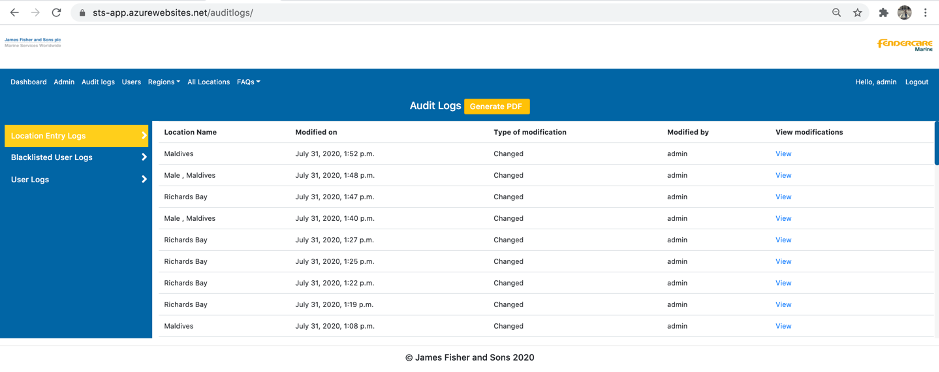 sts-app.azurewebsites.net/auditlogs/
James Fisher and Sons plc
Marine Services Worldwide
FENDERCARE
Marine
Dashboard Admin Audit logs Users Regions All Locations FAQs Hello, admin Logout
Audit Logs Generate PDF
Location Entry Logs
Blacklisted User Logs
User Logs
Location Name Modified on Type of modification Modified by View modifications
Maldives July 31, 2020, 1:52 p.m. Changed admin View
Male , Maldives July 31, 2020, 1:48 p.m. Changed admin View
Richards Bay July 31, 2020, 1:47 p.m. Changed admin View
Male , Maldives July 31, 2020, 1:40 p.m. Changed admin View
Richards Bay July 31, 2020, 1:27 p.m. Changed admin View
Richards Bay July 31, 2020, 1:25 p.m. Changed admin View
Richards Bay July 31, 2020, 1:22 p.m. Changed admin View
Richards Bay July 31, 2020, 1:19 p.m. Changed admin View
Maldives July 31, 2020, 1:08 p.m. Changed admin View
© James Fisher and Sons 2020